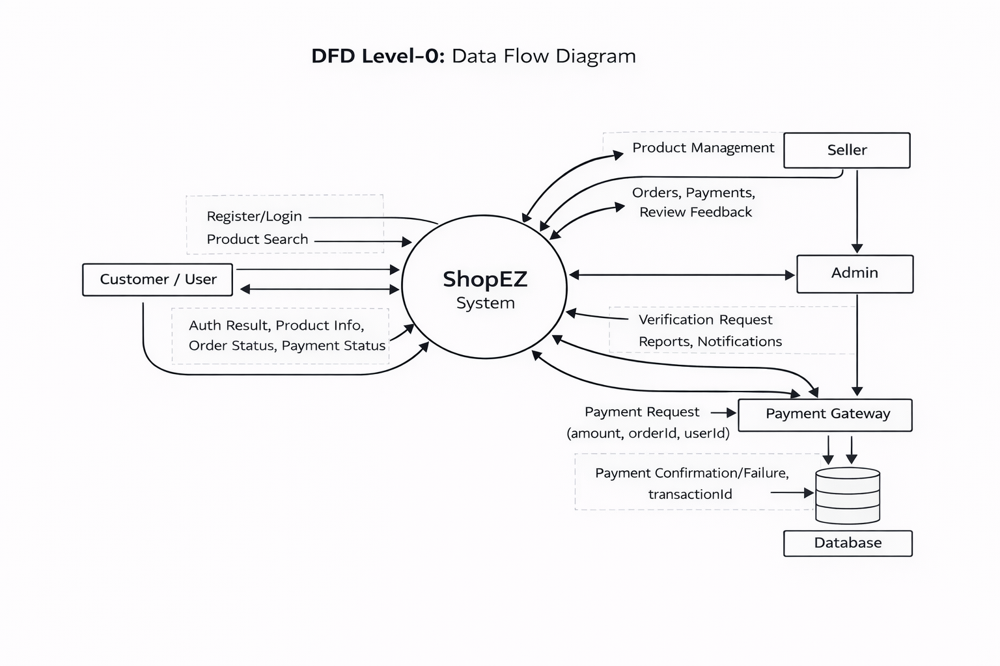 DFD Level-0: Data Flow Diagram
Product Management
Seller
Orders, Payments,
Review Feedback
Register/Login
Product Search
Customer / User
ShopEZ
System
Admin
Auth Result, Product Info,
Order Status, Payment Status
Verification Request
Reports, Notifications
Payment Request
(amount, orderId, userId)
Payment Gateway
Payment Confirmation/Failure,
transactionId
Database